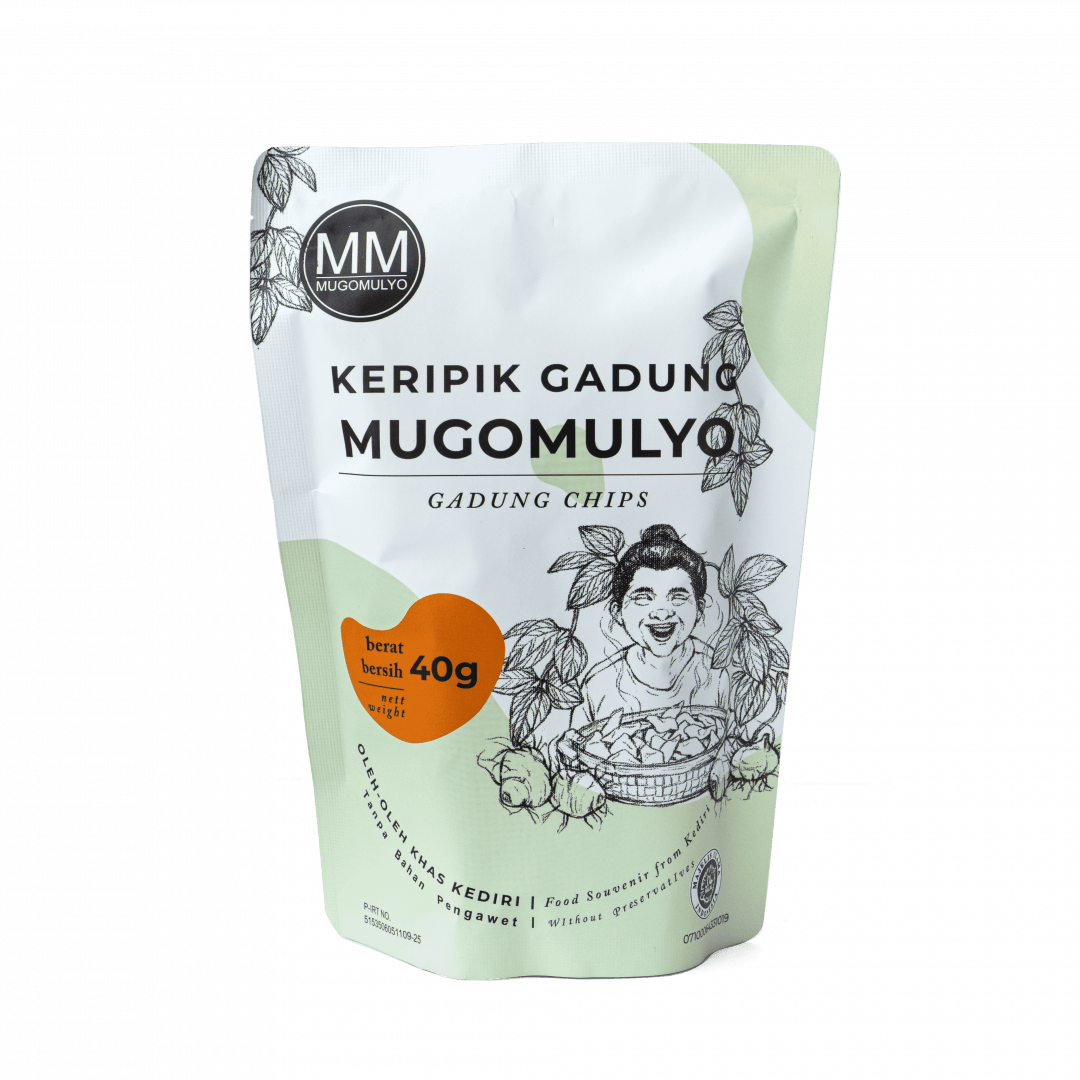 MM
MUGOMULYO
KERIPIK GADUNG
MUGOMULYO
GADUNG CHIPS
berat
bersih 40g
nett
weight
OLEH-OLEH KHAS KEDIRI | Food Souvenir from Kediri
Tanpa Bahan Pengawet | WIthout PreservatIves
P-IRT NO.
5153506051109-25